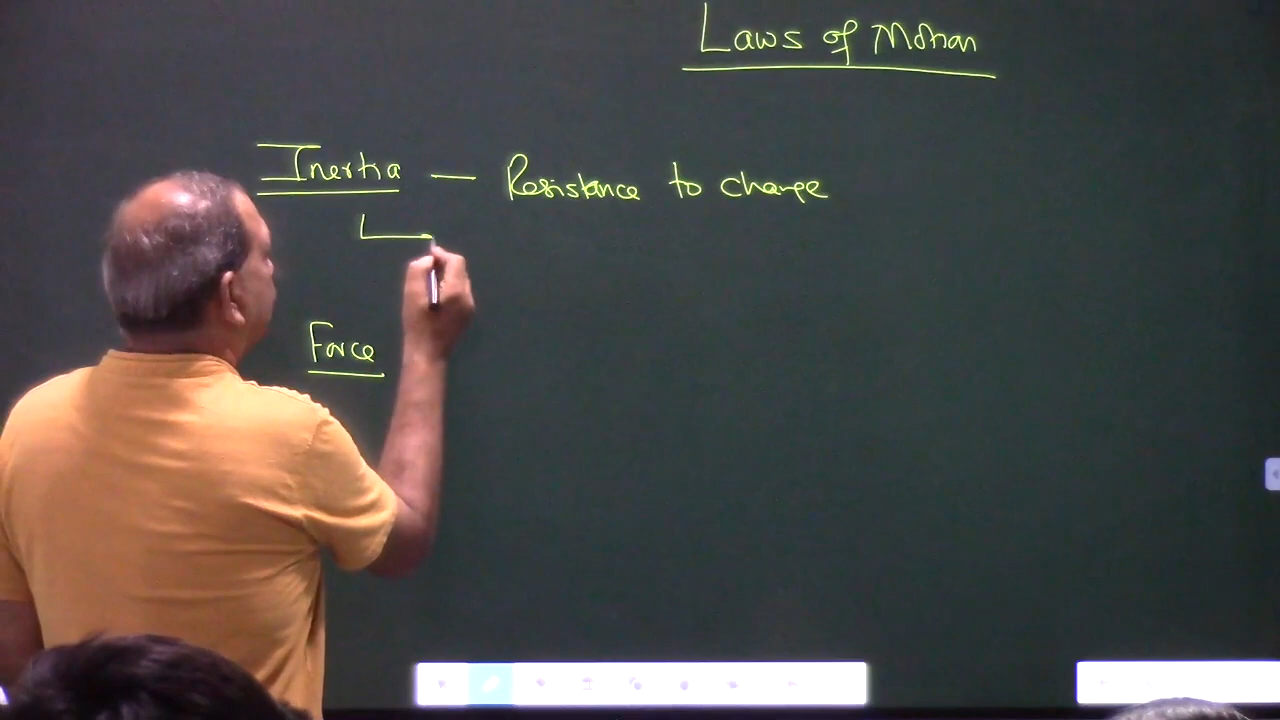 Laws of Motion
Inertia — Resistance to change
Force